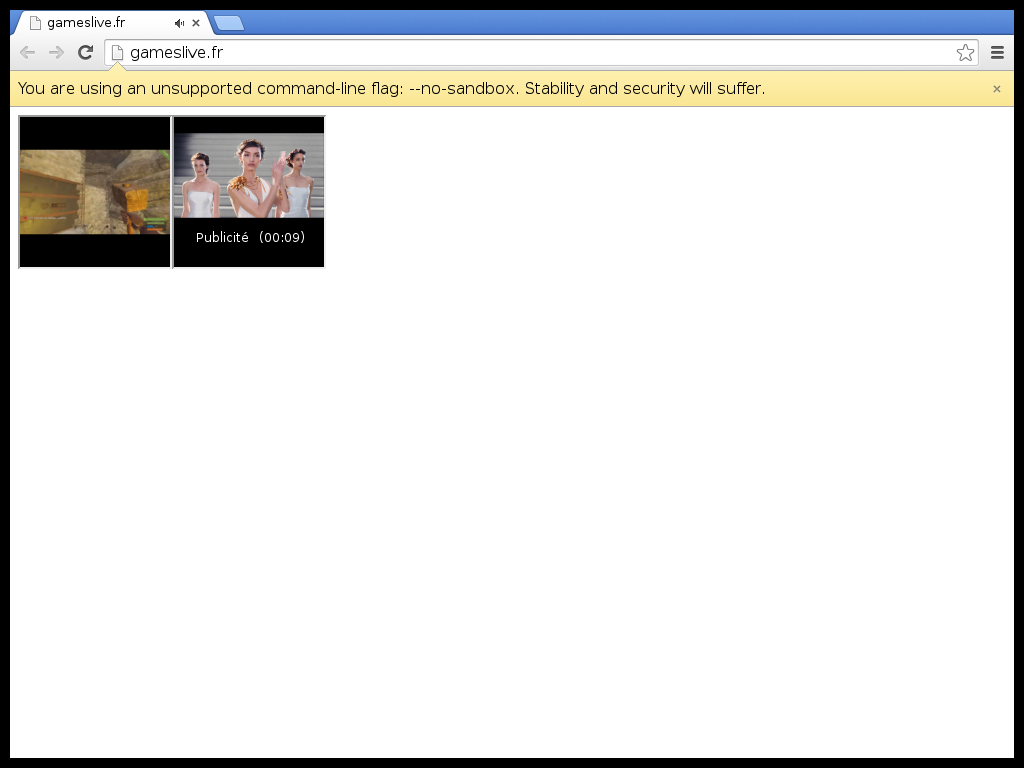 gameslive.fr
gameslive.fr
You are using an unsupported command-line flag: --no-sandbox. Stability and security will suffer.
Publicité (00:09)